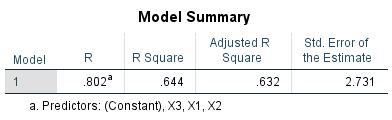 Model Summary
Model R R Square Adjusted R Square Std. Error of the Estimate
1 .802a .644 .632 2.731
a. Predictors: (Constant), X3, X1, X2